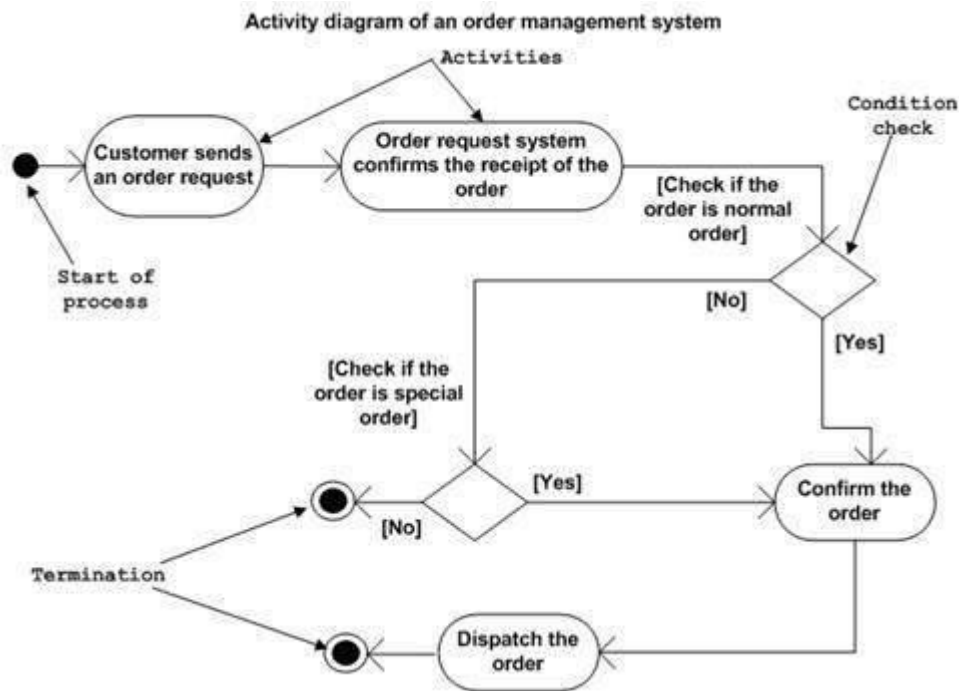 Activity diagram of an order management system
Activities
Condition
check
Customer sends
an order request
Order request system
confirms the receipt of the
order
[Check if the
order is normal
order]
Start of
process
[No]
[Yes]
[Check if the
order is special
order]
[Yes]
[No]
Confirm the
order
Termination
Dispatch the
order